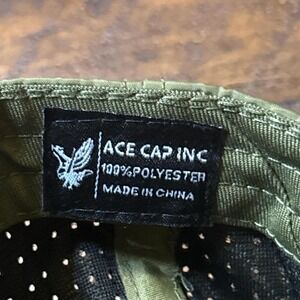 ACE CAP INC
100%POLYESTER
MADE IN CHINA